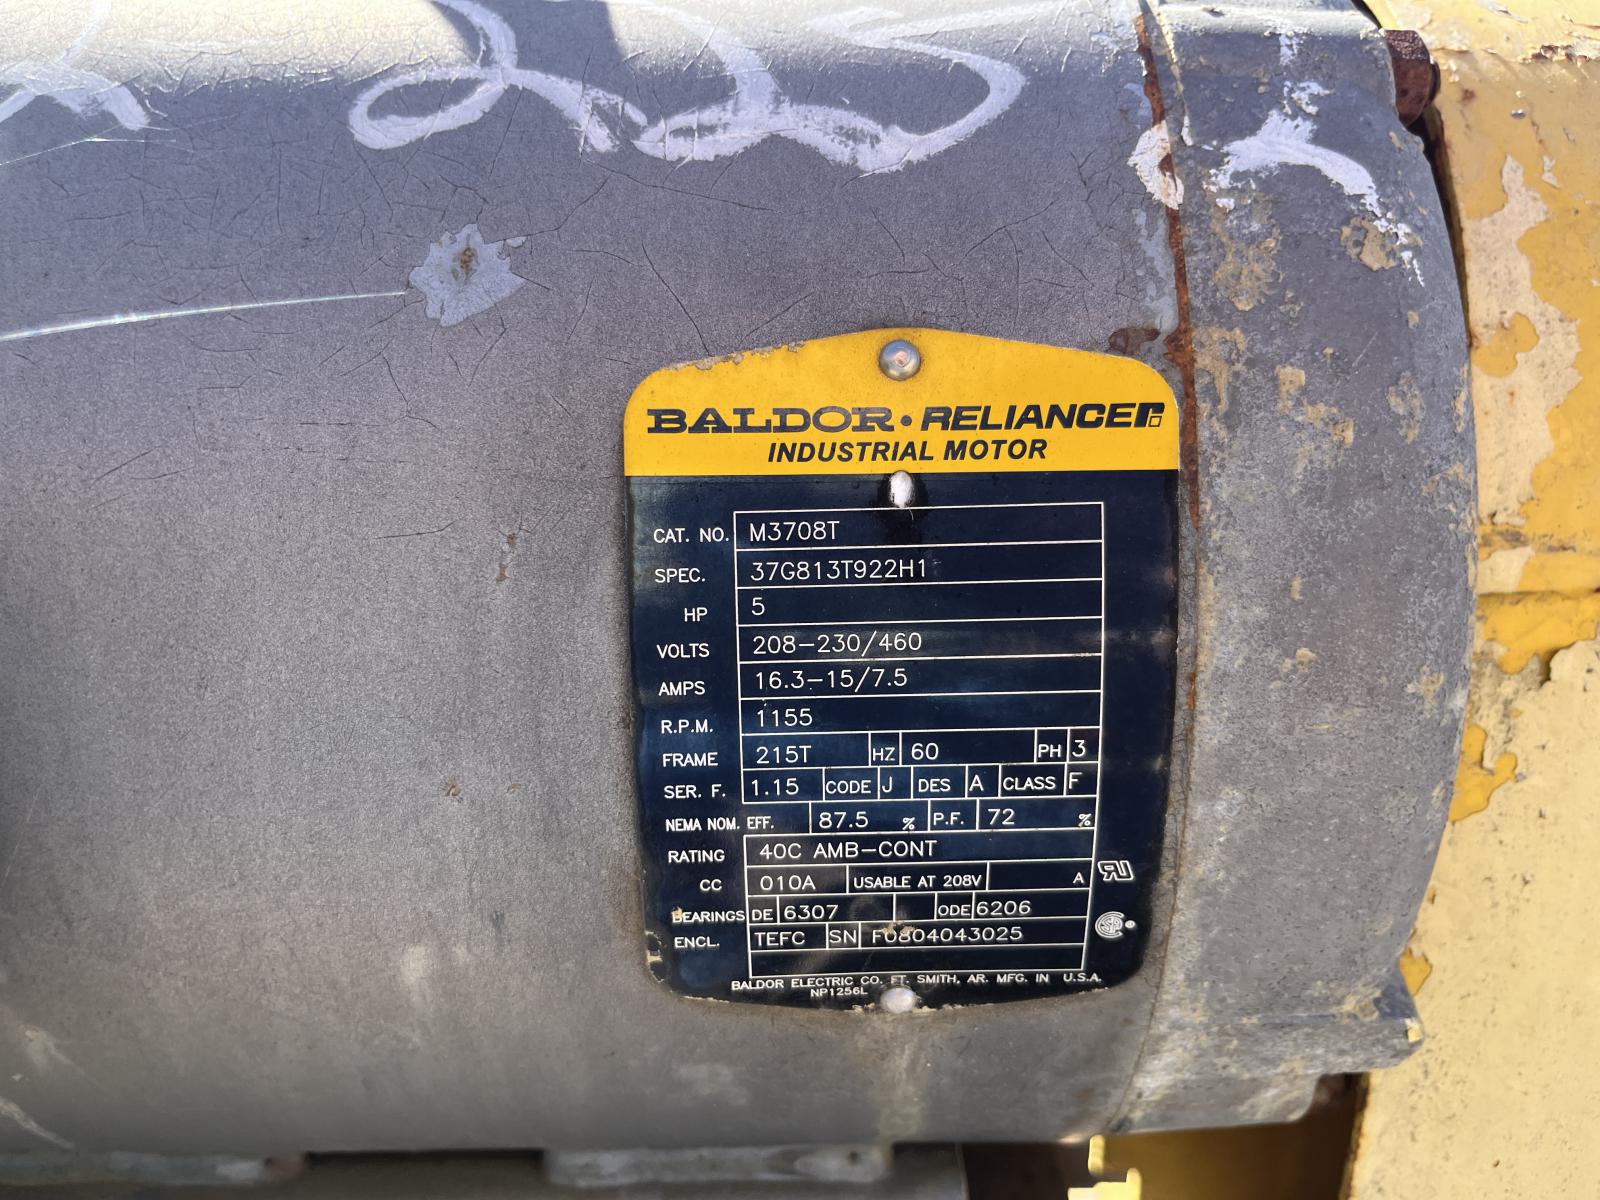 BALDOR • RELIANCER
INDUSTRIAL MOTOR
CAT. NO. M3708T
SPEC. 37G813T922H1
HP 5
VOLTS 208-230/460
AMPS 16.3-15/7.5
R.P.M. 1155
FRAME 215T HZ 60 PH 3
SER. F. 1.15 CODE J DES A CLASS F
NEMA NOM. EFF. 87.5 % P.F. 72 %
RATING 40C AMB-CONT
CC 010A USABLE AT 208V A
BEARINGS DE 6307 ODE 6206
ENCL. TEFC SN F0804043025
BALDOR ELECTRIC CO. FT. SMITH, AR. MFG. IN U.S.A.
NP1256L